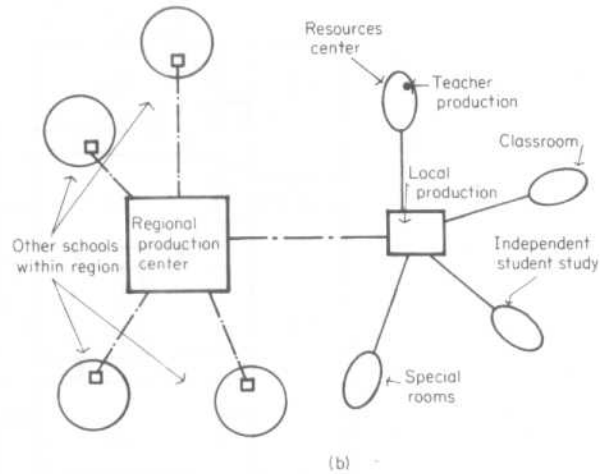 Resources
center
Teacher
production
Classroom
Local
production
Regional
production
center
Other schools
within region
Independent
student study
Special
rooms
(b)